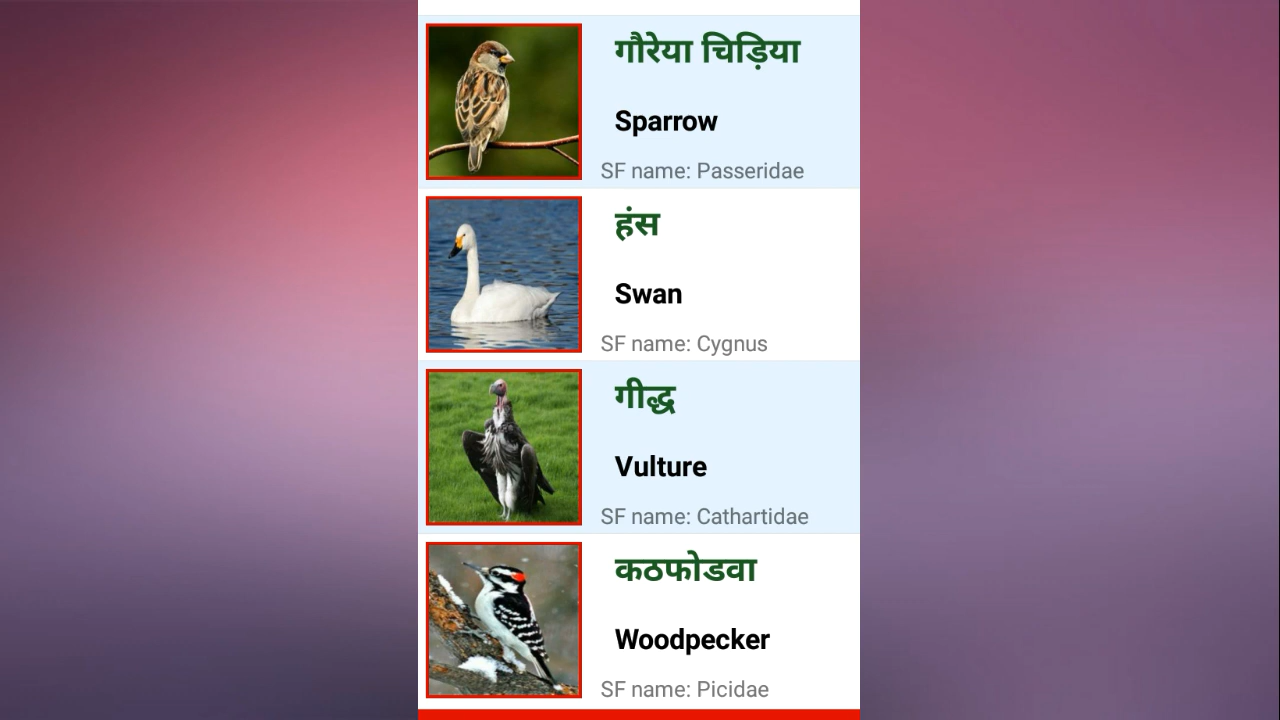 गौरेया चिड़िया
Sparrow
SF name: Passeridae
हंस
Swan
SF name: Cygnus
गीद्ध
Vulture
SF name: Cathartidae
कठफोडवा
Woodpecker
SF name: Picidae